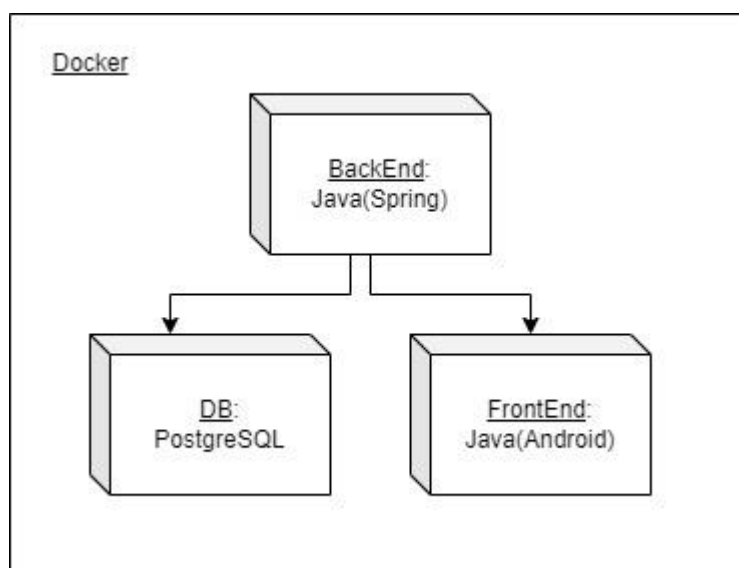 Docker
BackEnd:
Java(Spring)
DB:
PostgreSQL
FrontEnd:
Java(Android)